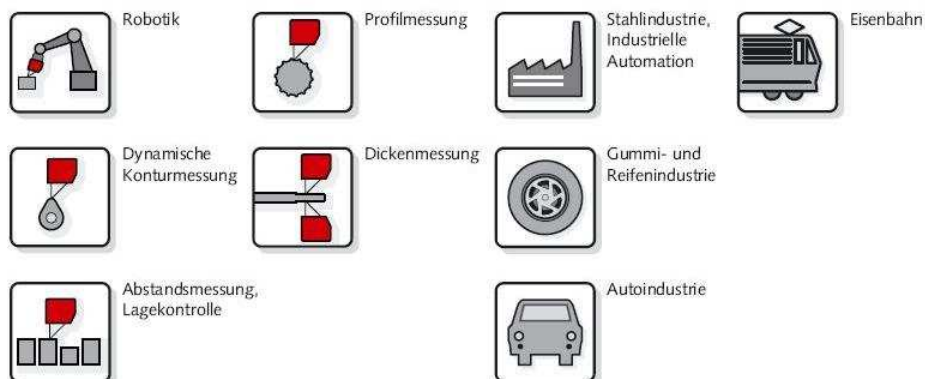 Robotik
Profilmessung
Stahlindustrie,
Industrielle
Automation
Eisenbahn
Dynamische
Konturmessung
Dickenmessung
Gummi- und
Reifenindustrie
Abstandsmessung,
Lagekontrolle
Autoindustrie